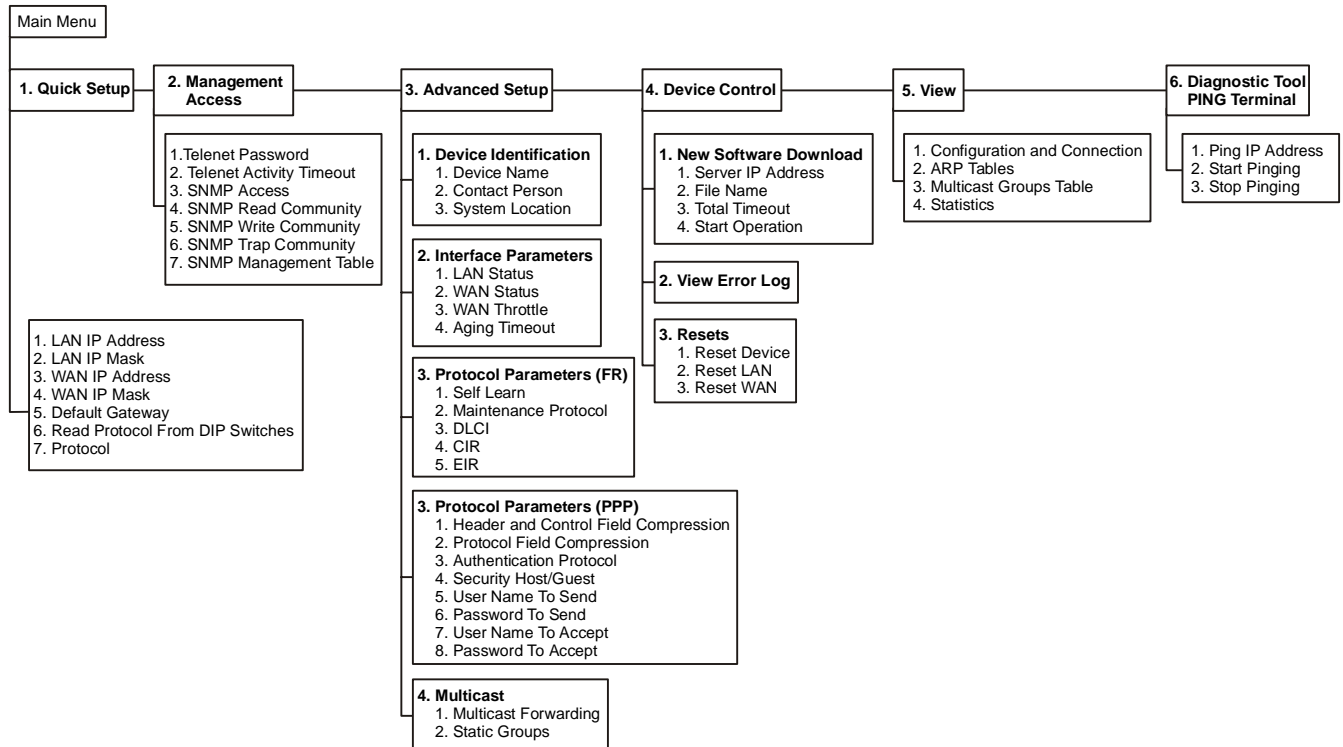 Main Menu
1. Quick Setup
2. Management
Access
3. Advanced Setup
4. Device Control
5. View
6. Diagnostic Tool
PING Terminal
1.Telenet Password
2. Telenet Activity Timeout
3. SNMP Access
4. SNMP Read Community
5. SNMP Write Community
6. SNMP Trap Community
7. SNMP Management Table
1. LAN IP Address
2. LAN IP Mask
3. WAN IP Address
4. WAN IP Mask
5. Default Gateway
6. Read Protocol From DIP Switches
7. Protocol
1. Device Identification
1. Device Name
2. Contact Person
3. System Location
2. Interface Parameters
1. LAN Status
2. WAN Status
3. WAN Throttle
4. Aging Timeout
3. Protocol Parameters (FR)
1. Self Learn
2. Maintenance Protocol
3. DLCI
4. CIR
5. EIR
3. Protocol Parameters (PPP)
1. Header and Control Field Compression
2. Protocol Field Compression
3. Authentication Protocol
4. Security Host/Guest
5. User Name To Send
6. Password To Send
7. User Name To Accept
8. Password To Accept
4. Multicast
1. Multicast Forwarding
2. Static Groups
1. New Software Download
1. Server IP Address
2. File Name
3. Total Timeout
4. Start Operation
2. View Error Log
3. Resets
1. Reset Device
2. Reset LAN
3. Reset WAN
1. Configuration and Connection
2. ARP Tables
3. Multicast Groups Table
4. Statistics
1. Ping IP Address
2. Start Pinging
3. Stop Pinging